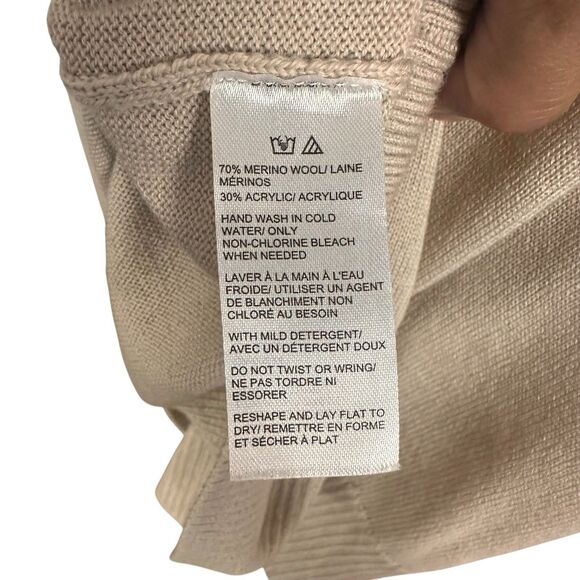 70% MERINO WOOL/ LAINE
MÉRINOS
30% ACRYLIC/ ACRYLIQUE
HAND WASH IN COLD
WATER/ ONLY
NON-CHLORINE BLEACH
WHEN NEEDED
LAVER À LA MAIN À L'EAU
FROIDE/ UTILISER UN AGENT
DE BLANCHIMENT NON
CHLORÉ AU BESOIN
WITH MILD DETERGENT/
AVEC UN DÉTERGENT DOUX
DO NOT TWIST OR WRING/
NE PAS TORDRE NI
ESSORER
RESHAPE AND LAY FLAT TO
DRY/ REMETTRE EN FORME
ET SÉCHER À PLAT